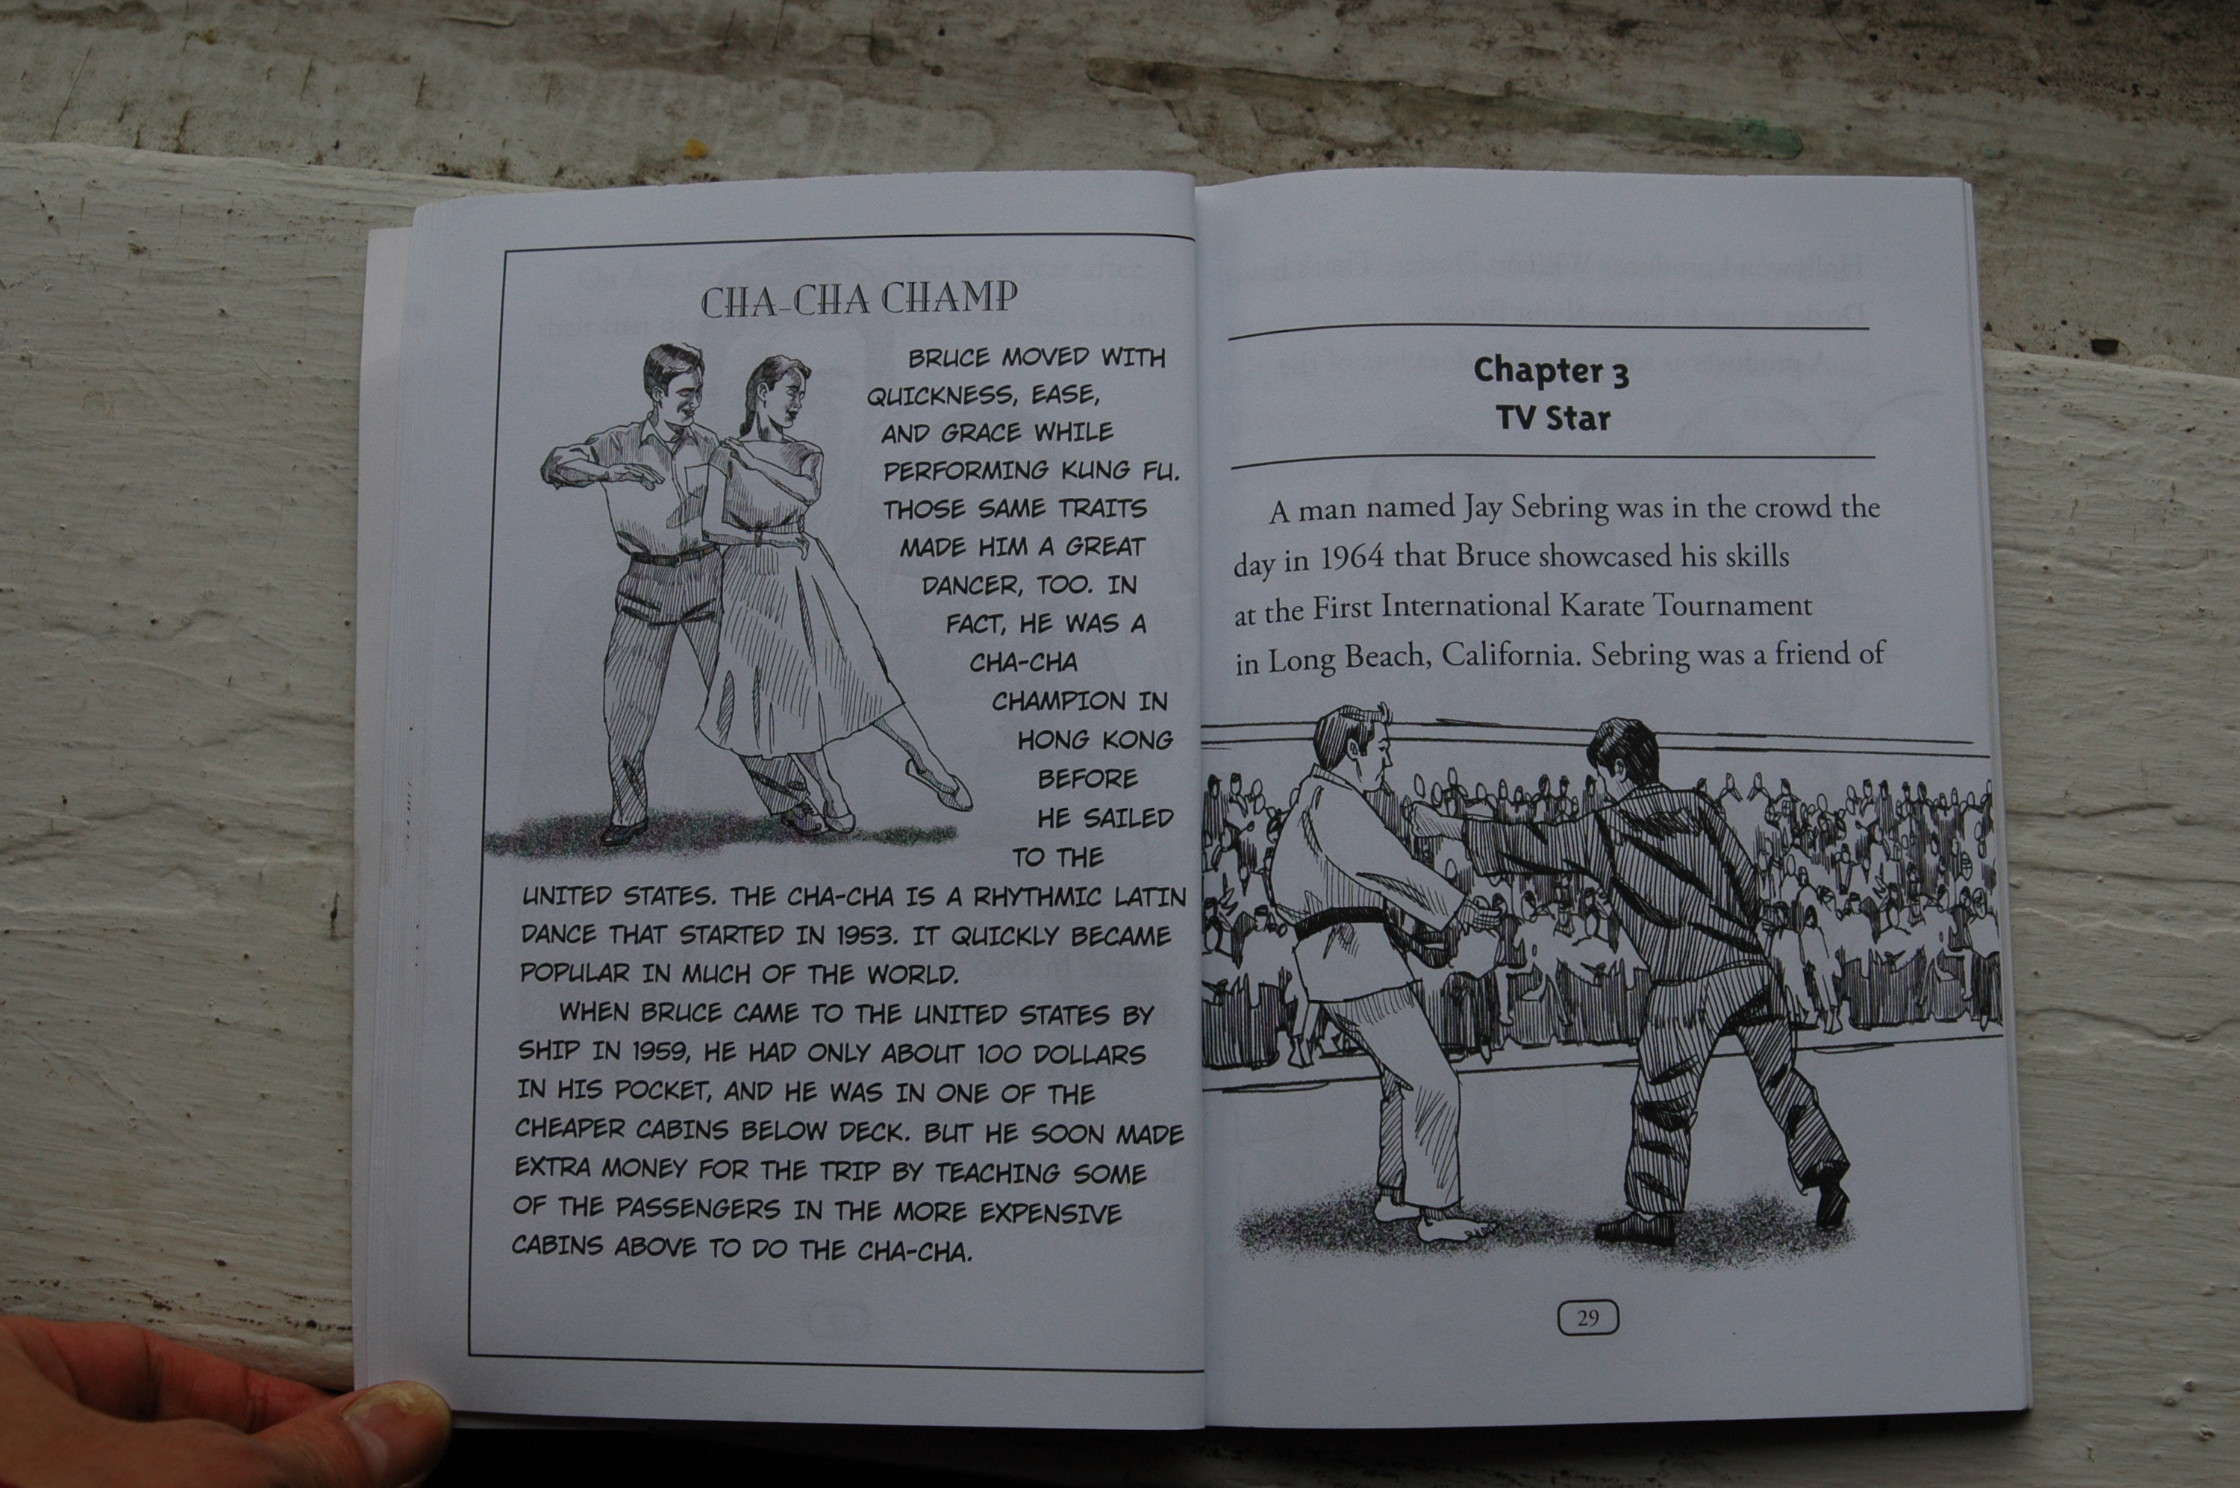 CHA-CHA CHAMP
BRUCE MOVED WITH
QUICKNESS, EASE,
AND GRACE WHILE
PERFORMING KUNG FU.
THOSE SAME TRAITS
MADE HIM A GREAT
DANCER, TOO. IN
FACT, HE WAS A
CHA-CHA
CHAMPION IN
HONG KONG
BEFORE
HE SAILED
TO THE
UNITED STATES. THE CHA-CHA IS A RHYTHMIC LATIN
DANCE THAT STARTED IN 1953. IT QUICKLY BECAME
POPULAR IN MUCH OF THE WORLD.
WHEN BRUCE CAME TO THE UNITED STATES BY
SHIP IN 1959, HE HAD ONLY ABOUT 100 DOLLARS
IN HIS POCKET, AND HE WAS IN ONE OF THE
CHEAPER CABINS BELOW DECK. BUT HE SOON MADE
EXTRA MONEY FOR THE TRIP BY TEACHING SOME
OF THE PASSENGERS IN THE MORE EXPENSIVE
CABINS ABOVE TO DO THE CHA-CHA.
Chapter 3
TV Star
A man named Jay Sebring was in the crowd the
day in 1964 that Bruce showcased his skills
at the First International Karate Tournament
in Long Beach, California. Sebring was a friend of
29